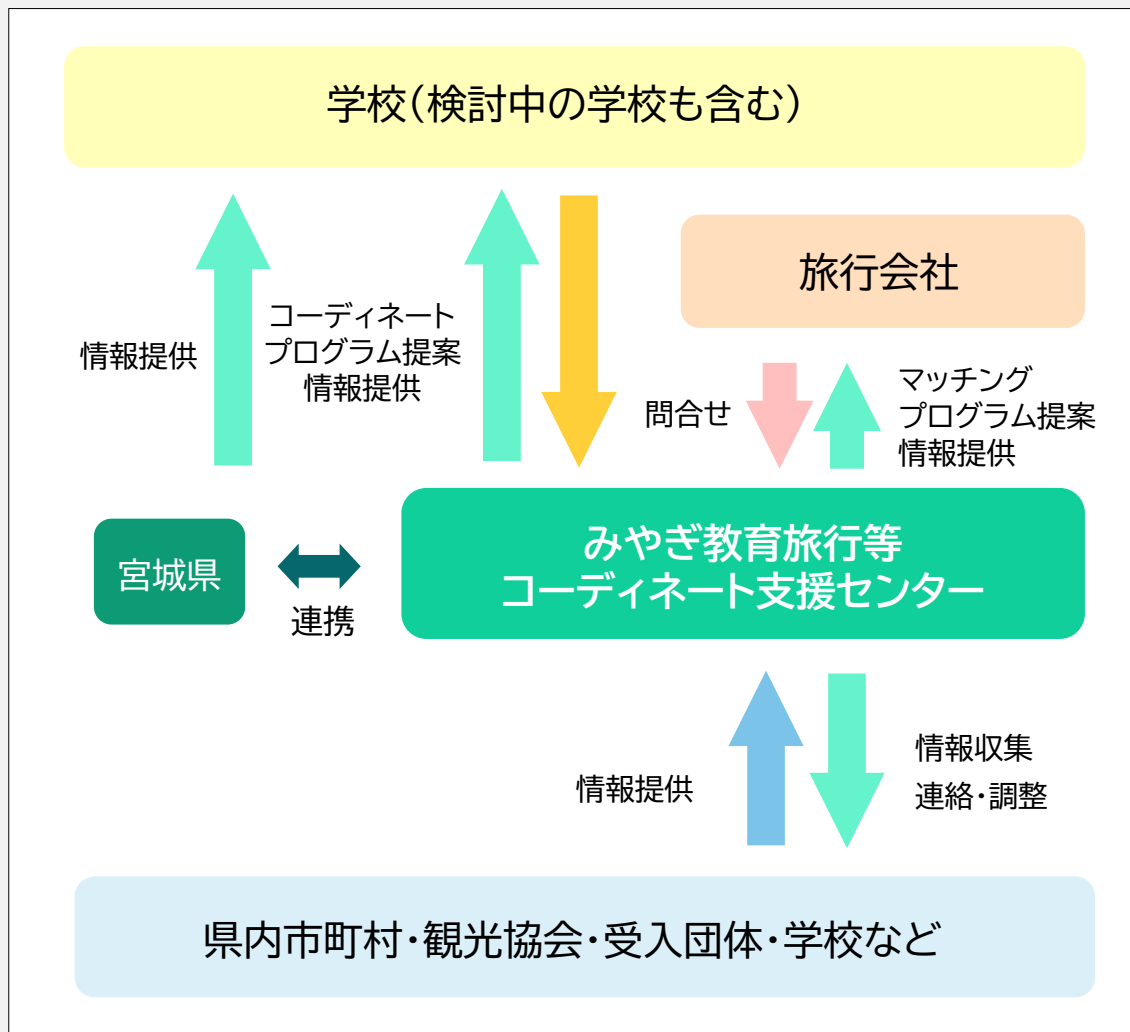 学校(検討中の学校も含む)
旅行会社
情報提供
コーディネート
プログラム提案
情報提供
問合せ
マッチング
プログラム提案
情報提供
宮城県
連携
みやぎ教育旅行等
コーディネート支援センター
情報提供
情報収集
連絡・調整
県内市町村・観光協会・受入団体・学校など